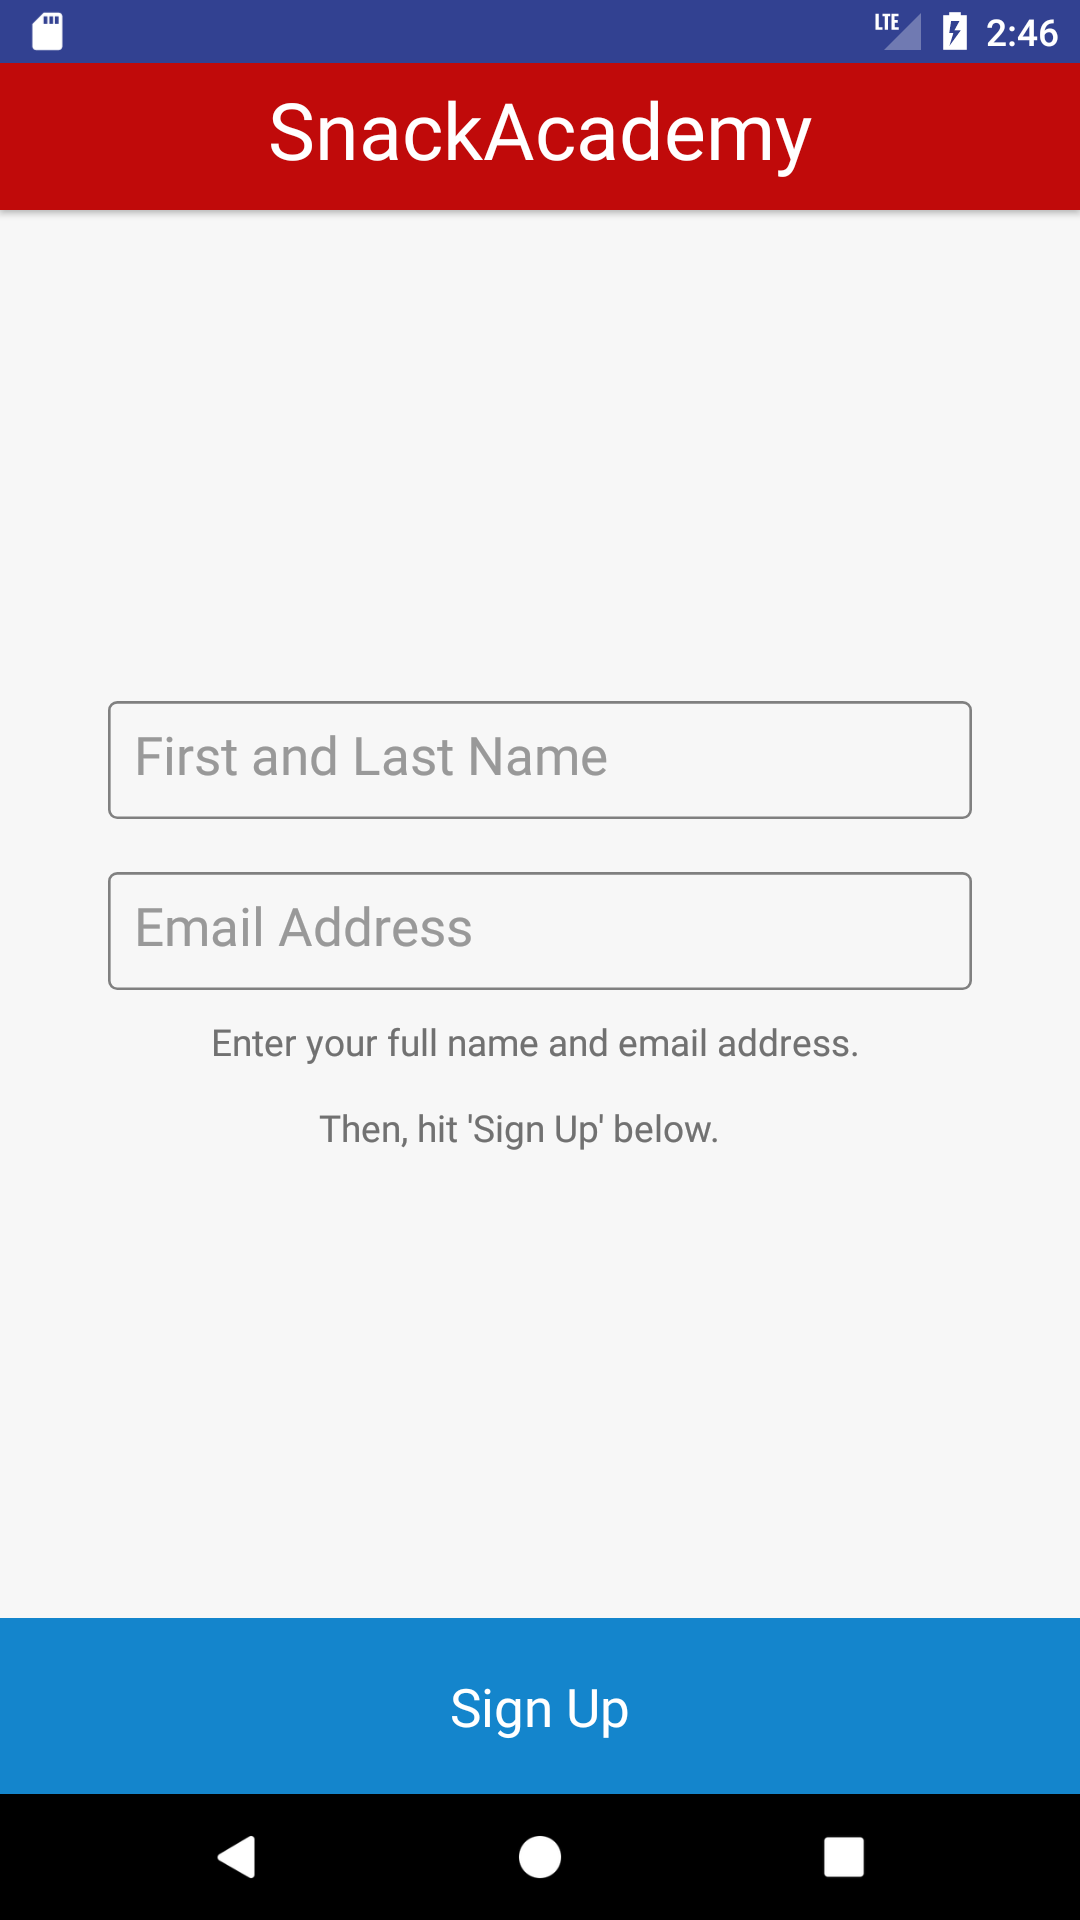 LTE 2:46
SnackAcademy
First and Last Name
Email Address
Enter your full name and email address.
Then, hit 'Sign Up' below.
Sign Up